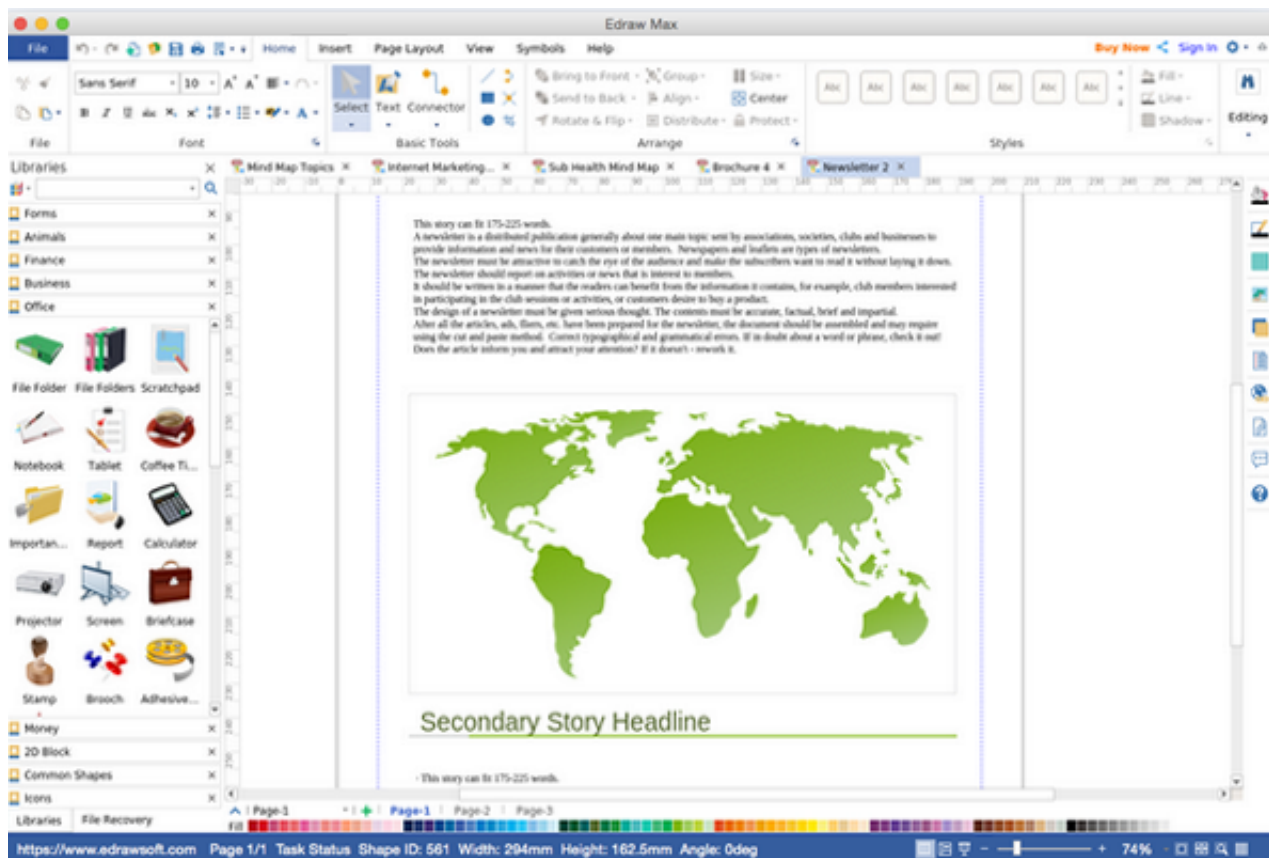 Edraw Max
File Home Insert Page Layout View Symbols Help Buy Now Sign In
Sans Serif 10 Select Text Connector Bring to Front Group Size Abc Abc Abc Abc Abc Abc Abc Fill
Send to Back Align Center Line Editing
Rotate & Flip Distribute Protect Shadow
File Font Basic Tools Arrange Styles
Libraries Mind Map Topics Internet Marketing... Sub Health Mind Map Brochure 4 Newsletter 2
Forms
Animals
Finance
Business
Office
File Folder File Folders Scratchpad
Notebook Tablet Coffee Ti...
Importan... Report Calculator
Projector Screen Briefcase
Stamp Brooch Adhesive...
Money
2D Block
Common Shapes
Icons
Libraries File Recovery
This story can fit 175-225 words.
A newsletter is a distributed publication generally about one main topic sent by associations, societies, clubs and businesses to
provide information and news for their customers or members. Newspapers and leaflets are types of newsletters.
The newsletter must be attractive to catch the eye of the audience and make the subscribers want to read it without laying it down.
The newsletter should report on activities or news that is interest to members.
It should be written in a manner that the readers can benefit from the information it contains, for example, club members interested
in participating in the club sessions or activities, or customers desire to buy a product.
The design of a newsletter must be given serious thought. The contents must be accurate, factual, brief and impartial.
After all the articles, ads, fliers, etc. have been prepared for the newsletter, the document should be assembled and may require
using the cut and paste method. Correct typographical and grammatical errors. If in doubt about a word or phrase, check it out!
Does the article inform you and attract your attention? If it doesn't - rework it.
Secondary Story Headline
· This story can fit 175-225 words.
Page-1 Page-1 Page-2 Page-3
Fill
https://www.edrawsoft.com Page 1/1 Task Status Shape ID: 561 Width: 294mm Height: 162.5mm Angle: 0deg 74%